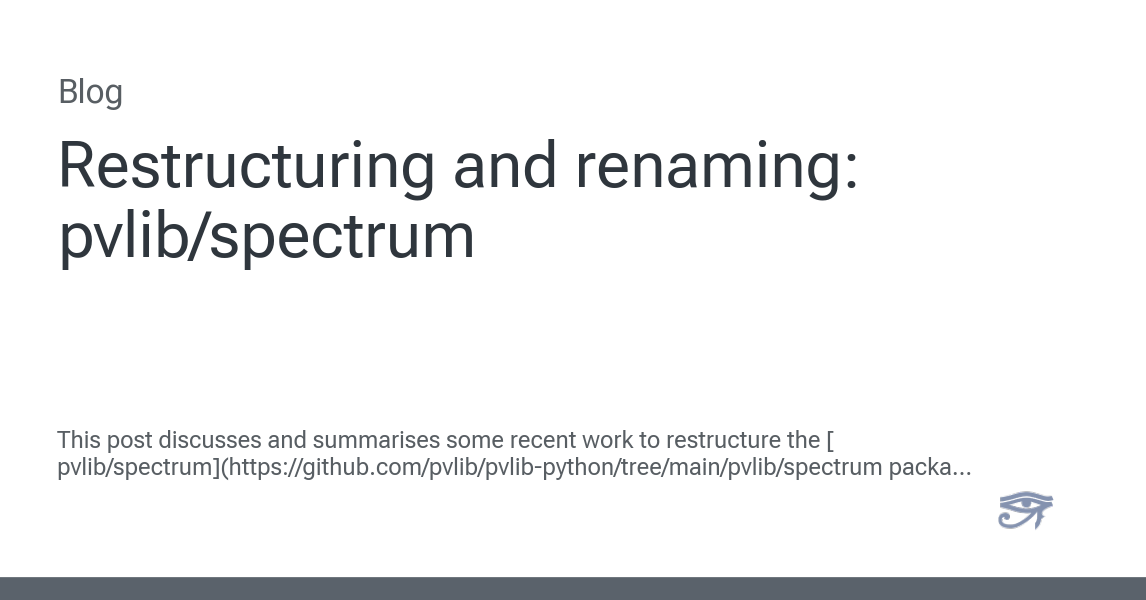 Blog
Restructuring and renaming:
pvlib/spectrum
This post discusses and summarises some recent work to restructure the [
pvlib/spectrum](https://github.com/pvlib/pvlib-python/tree/main/pvlib/spectrum packa...